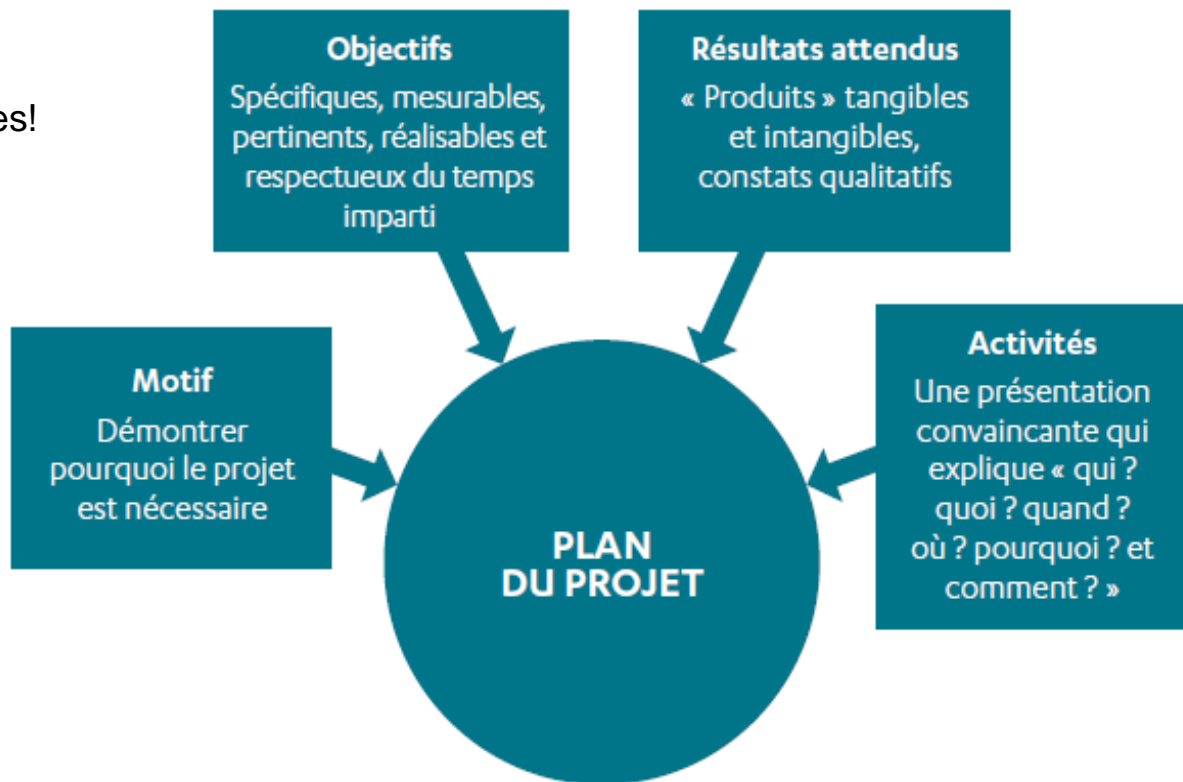 es!
Objectifs
Spécifiques, mesurables,
pertinents, réalisables et
respectueux du temps
imparti
Résultats attendus
« Produits » tangibles
et intangibles,
constats qualitatifs
Motif
Démontrer
pourquoi le projet
est nécessaire
Activités
Une présentation
convaincante qui
explique « qui ?
quoi ? quand ?
où ? pourquoi ? et
comment ? »
PLAN
DU PROJET